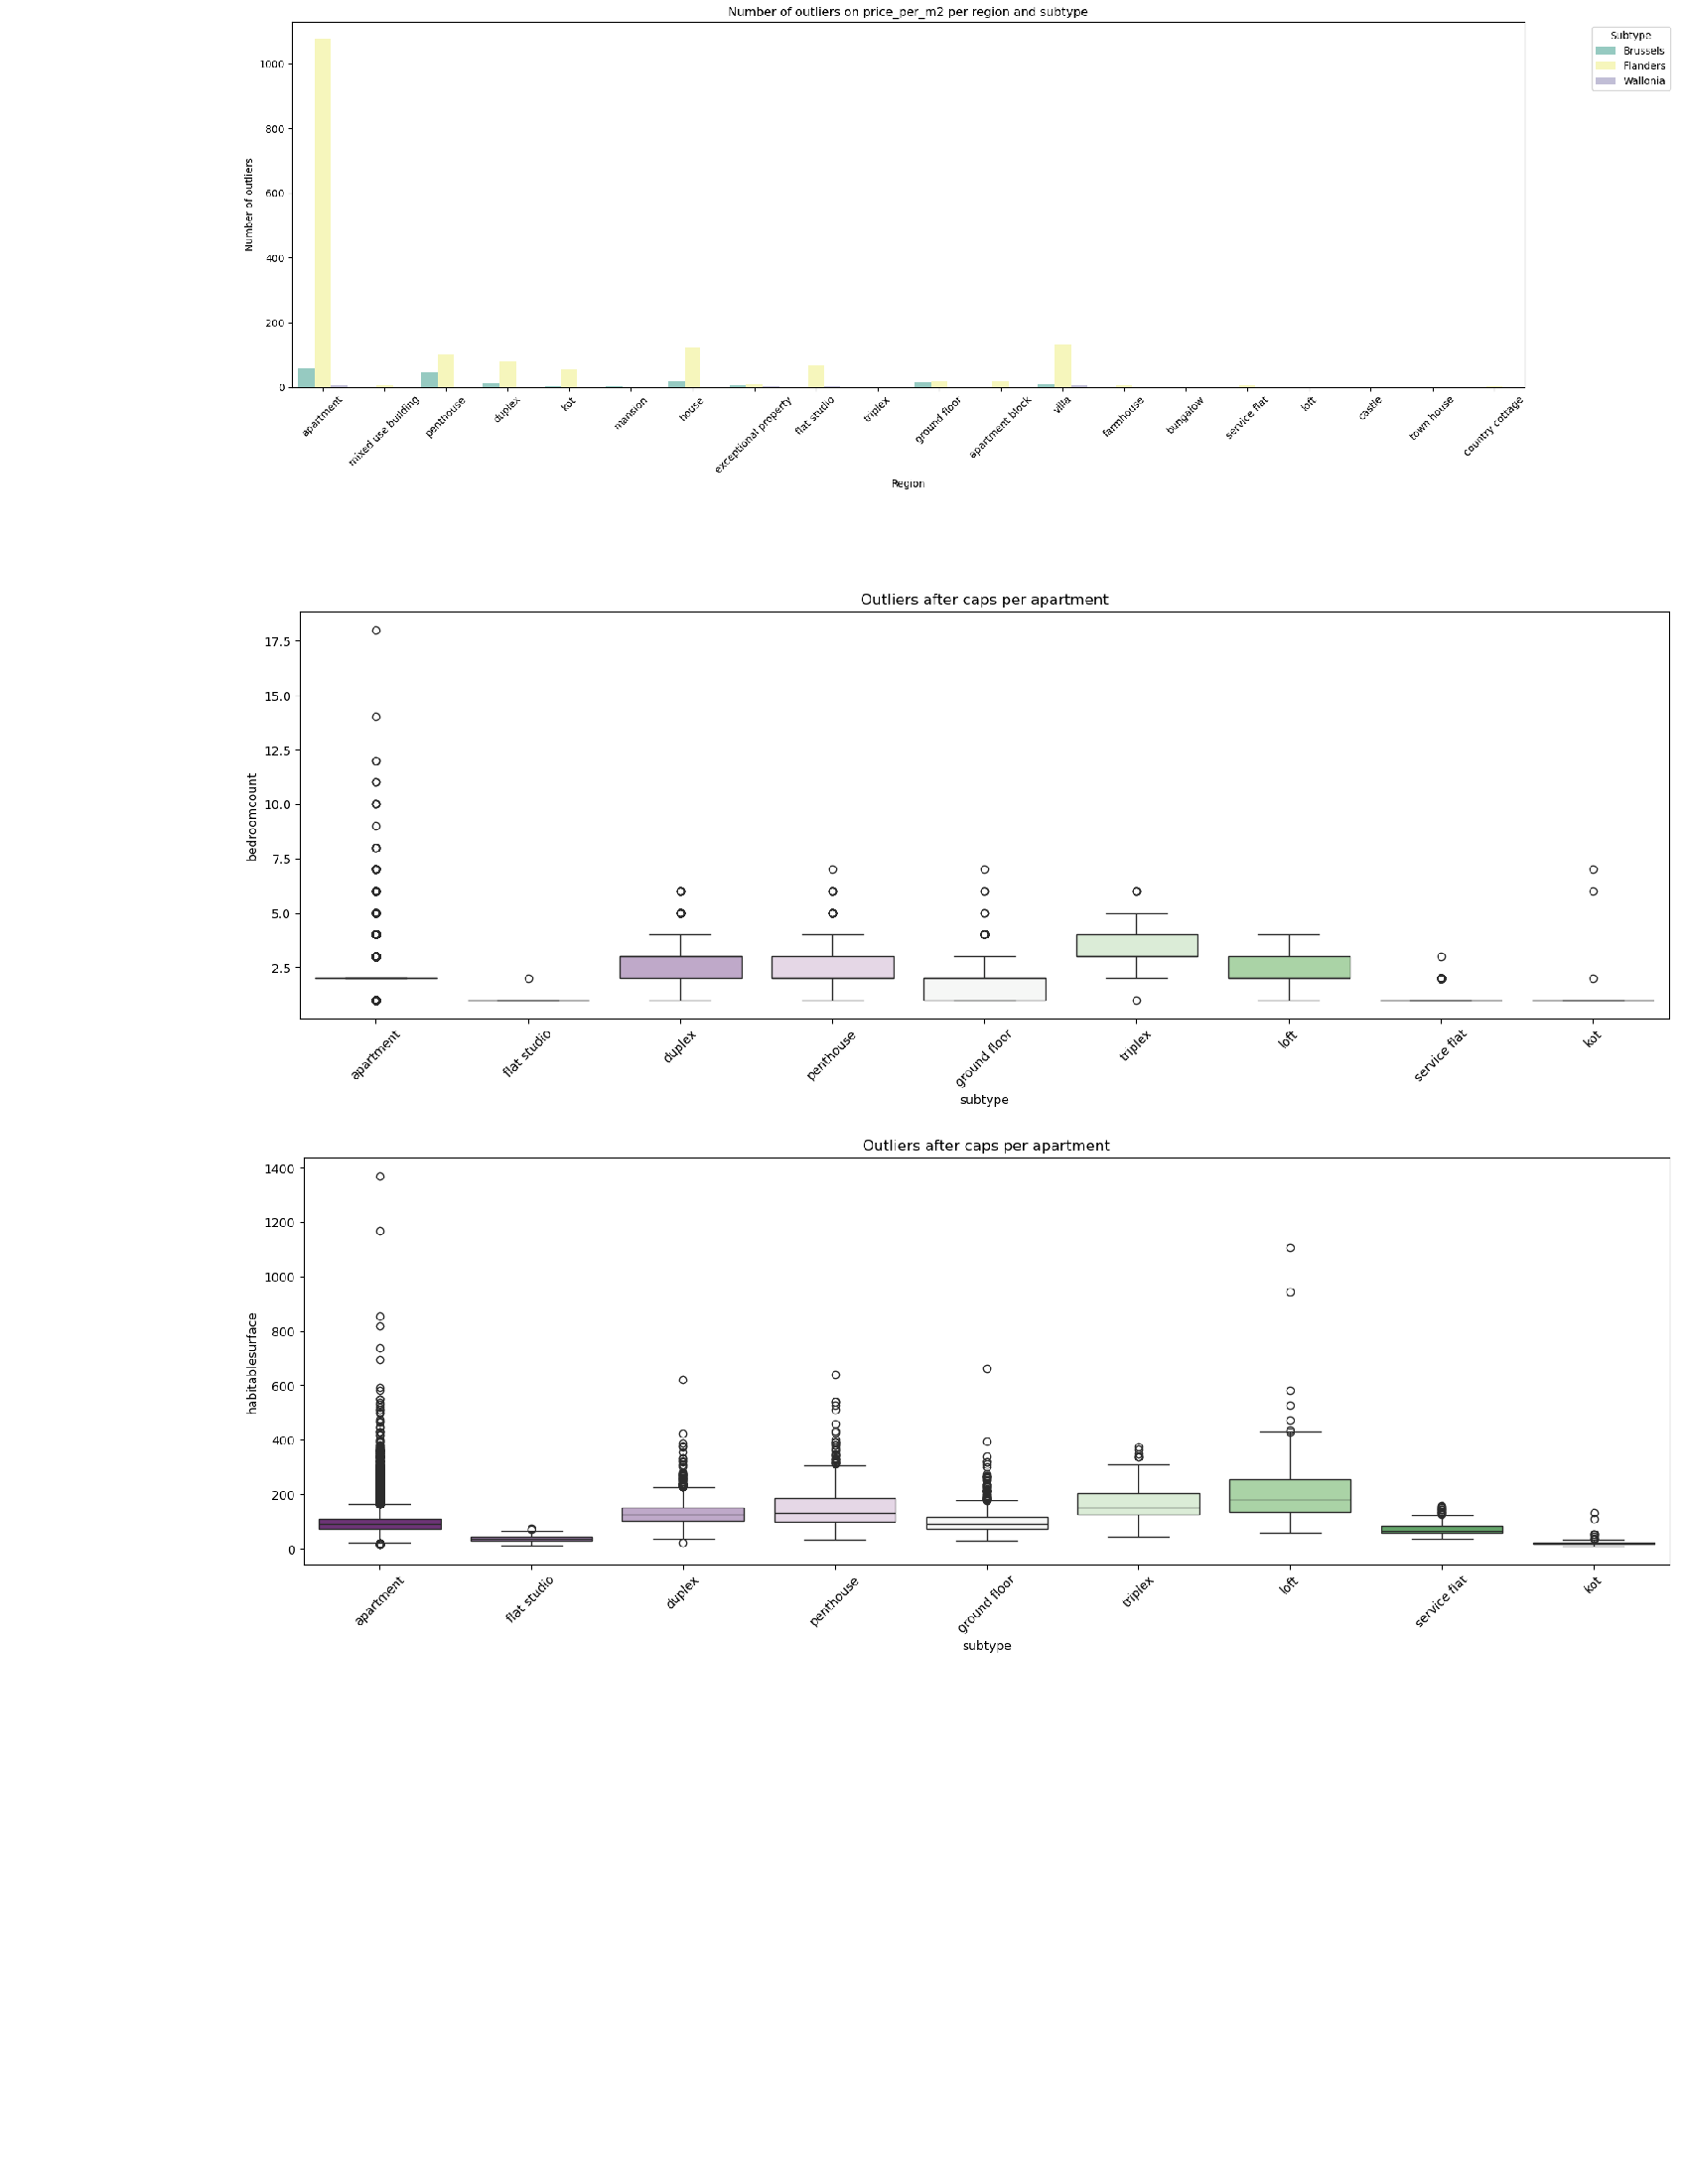 Number of outliers on price_per_m2 per region and subtype
Subtype
Brussels
Flanders
Wallonia
1000
800
600
400
200
0
Number of outliers
apartment
mixed use building
penthouse
duplex
kot
mansion
house
exceptional property
flat studio
triplex
ground floor
apartment block
villa
farmhouse
bungalow
service flat
loft
castle
town house
country cottage
Region
Outliers after caps per apartment
17.5
15.0
12.5
10.0
7.5
5.0
2.5
bedroomcount
apartment
flat studio
duplex
penthouse
ground floor
triplex
loft
service flat
kot
subtype
Outliers after caps per apartment
1400
1200
1000
800
600
400
200
0
habitablesurface
apartment
flat studio
duplex
penthouse
ground floor
triplex
loft
service flat
kot
subtype